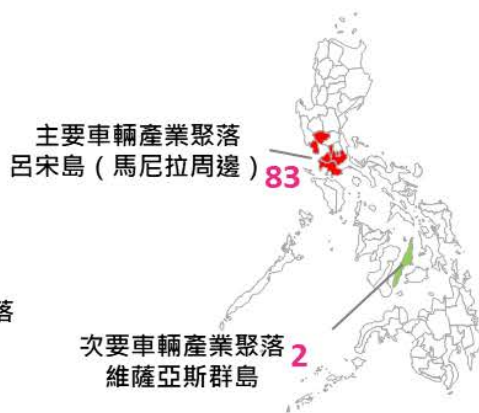 主要車輛產業聚落
呂宋島（馬尼拉周邊）83
落
次要車輛產業聚落 2
維薩亞斯群島